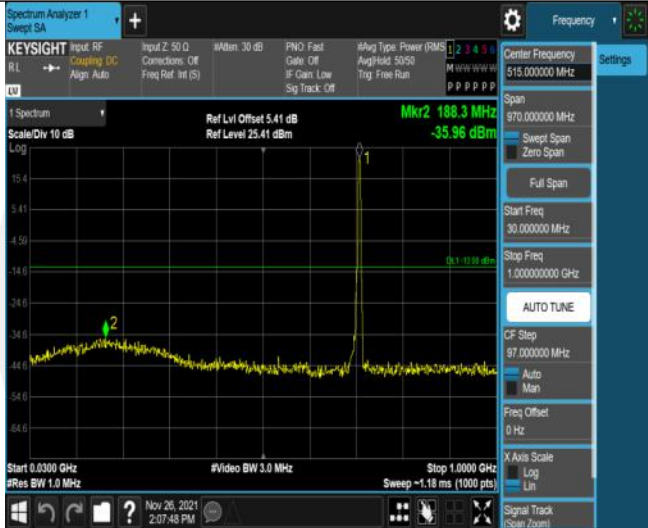 Spectrum Analyzer 1
Swept SA
+
Frequency
KEYSIGHT
RL
Input: RF
Coupling: DC
Align: Auto
Input Z: 50 Ω
Corrections: Off
Freq Ref: Int (S)
#Atten: 30 dB
PNO: Fast
Gate: Off
IF Gain: Low
Sig Track: Off
#Avg Type: Power (RMS
Avg|Hold: 50/50
Trig: Free Run
1 2 3 4 5 6
M W W W W W
P P P P P P
LV
1 Spectrum
Scale/Div 10 dB
Log
Ref Lvl Offset 5.41 dB
Ref Level 25.41 dBm
Mkr2 188.3 MHz
-35.96 dBm
15.4
5.41
-4.59
-14.6
-24.6
-34.6
-44.6
-54.6
-64.6
1
2
DL1 -13.00 dBm
Start 0.0300 GHz
#Res BW 1.0 MHz
#Video BW 3.0 MHz
Stop 1.0000 GHz
Sweep ~1.18 ms (1000 pts)
?
Nov 26, 2021
2:07:48 PM
Center Frequency
515.000000 MHz
Settings
Span
970.000000 MHz
Swept Span
Zero Span
Full Span
Start Freq
30.000000 MHz
Stop Freq
1.000000000 GHz
AUTO TUNE
CF Step
97.000000 MHz
Auto
Man
Freq Offset
0 Hz
X Axis Scale
Log
Lin
Signal Track
(Span Zoom)